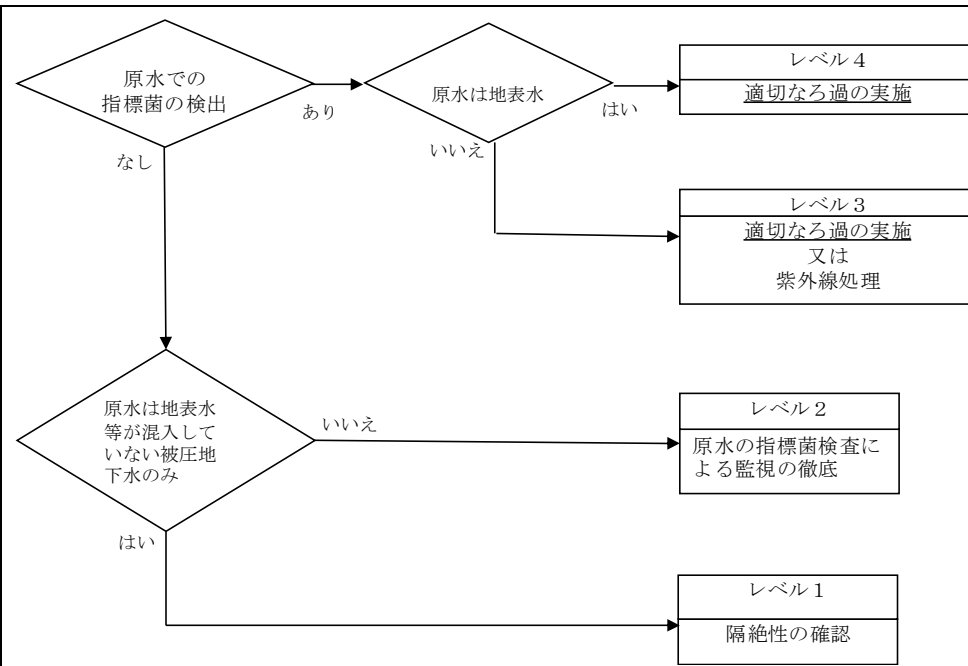 原水での
指標菌の検出
あり
なし
原水は地表水
はい
いいえ
レベル４
適切なろ過の実施
レベル３
適切なろ過の実施
又は
紫外線処理
原水は地表水
等が混入して
いない被圧地
下水のみ
いいえ
はい
レベル２
原水の指標菌検査に
よる監視の徹底
レベル１
隔絶性の確認